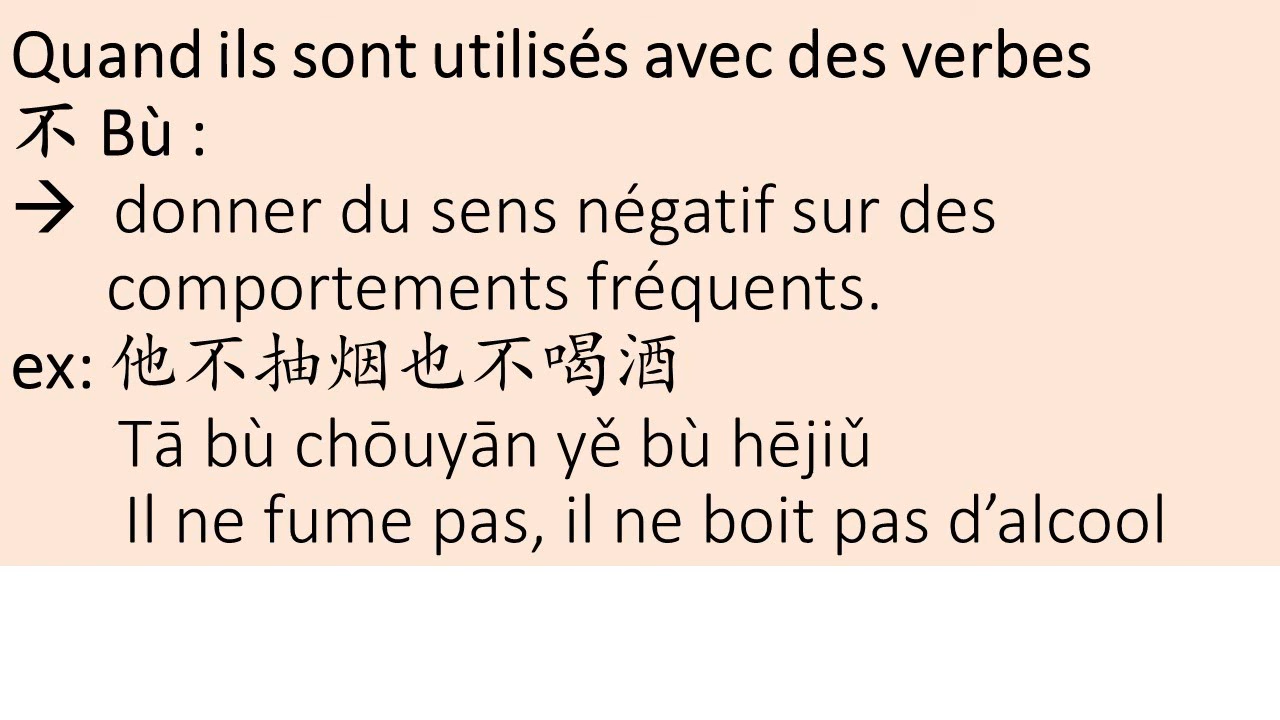 Quand ils sont utilisés avec des verbes
不 Bù :
→ donner du sens négatif sur des
comportements fréquents.
ex: 他不抽烟也不喝酒
Tā bù chōuyān yě bù hējiǔ
Il ne fume pas, il ne boit pas d’alcool